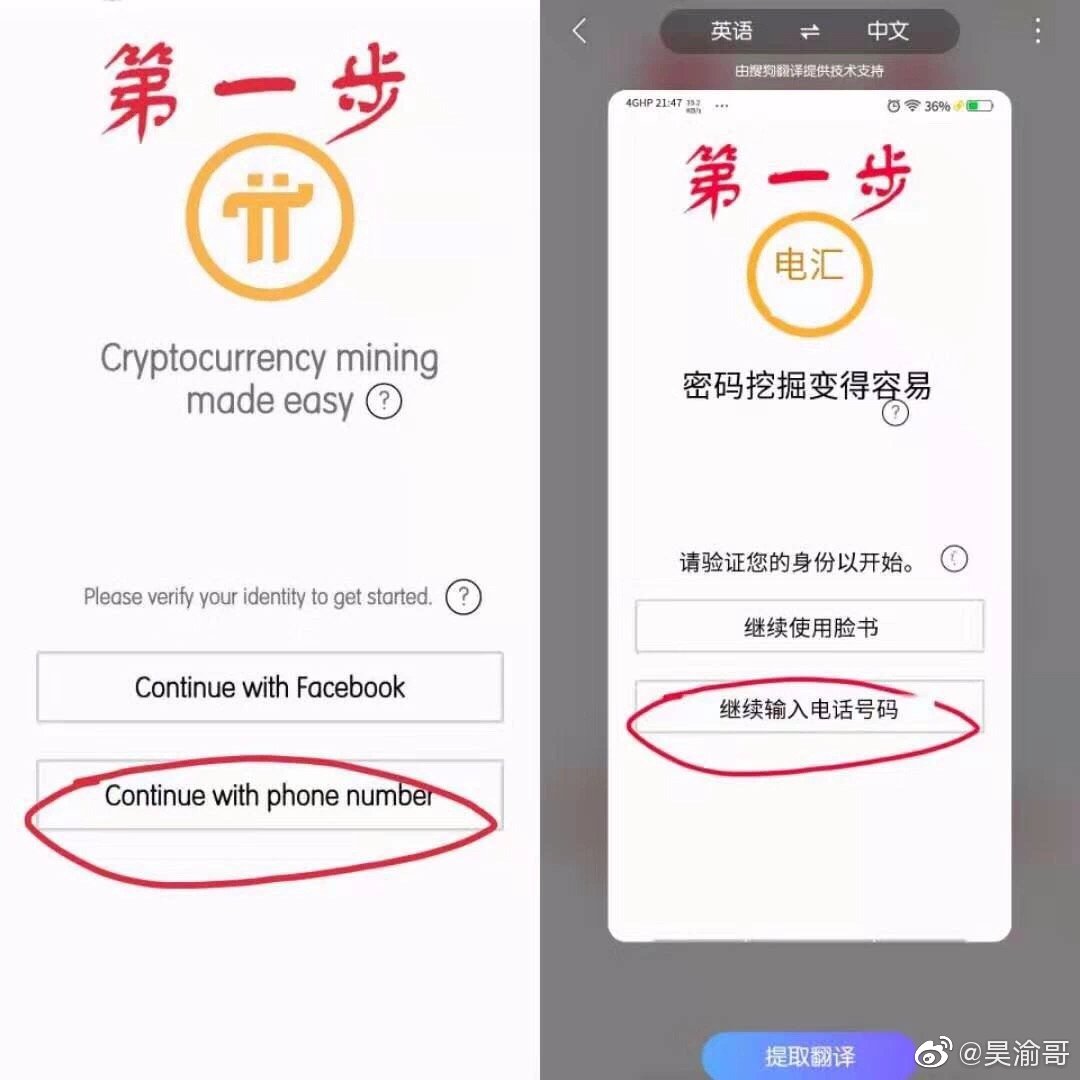 第一步
Cryptocurrency mining
made easy ?
Please verify your identity to get started. ?
Continue with Facebook
Continue with phone number
英语 ⇌ 中文
由搜狗翻译提供技术支持
4GHP 21:47 ... 36%
第一步
电汇
密码挖掘变得容易
?
请验证您的身份以开始。
继续使用脸书
继续输入电话号码
提取翻译
@昊渝哥